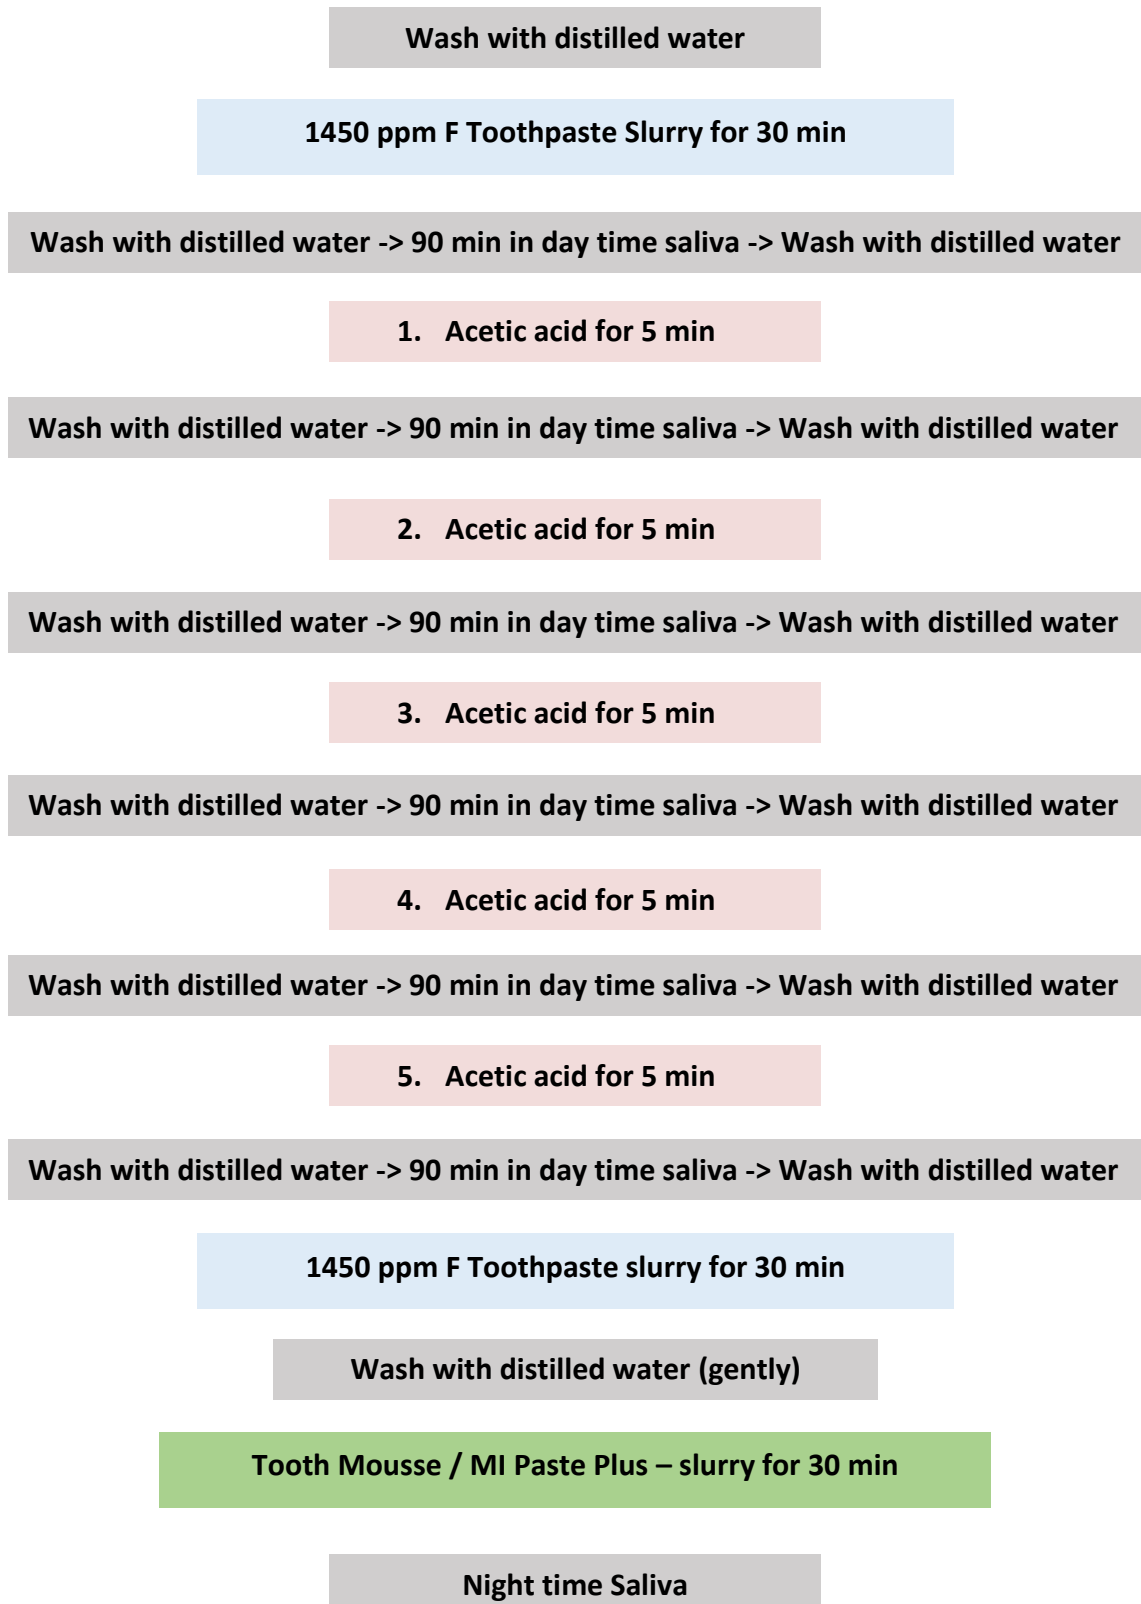 Wash with distilled water
1450 ppm F Toothpaste Slurry for 30 min
Wash with distilled water -> 90 min in day time saliva -> Wash with distilled water
1. Acetic acid for 5 min
Wash with distilled water -> 90 min in day time saliva -> Wash with distilled water
2. Acetic acid for 5 min
Wash with distilled water -> 90 min in day time saliva -> Wash with distilled water
3. Acetic acid for 5 min
Wash with distilled water -> 90 min in day time saliva -> Wash with distilled water
4. Acetic acid for 5 min
Wash with distilled water -> 90 min in day time saliva -> Wash with distilled water
5. Acetic acid for 5 min
Wash with distilled water -> 90 min in day time saliva -> Wash with distilled water
1450 ppm F Toothpaste slurry for 30 min
Wash with distilled water (gently)
Tooth Mousse / MI Paste Plus – slurry for 30 min
Night time Saliva